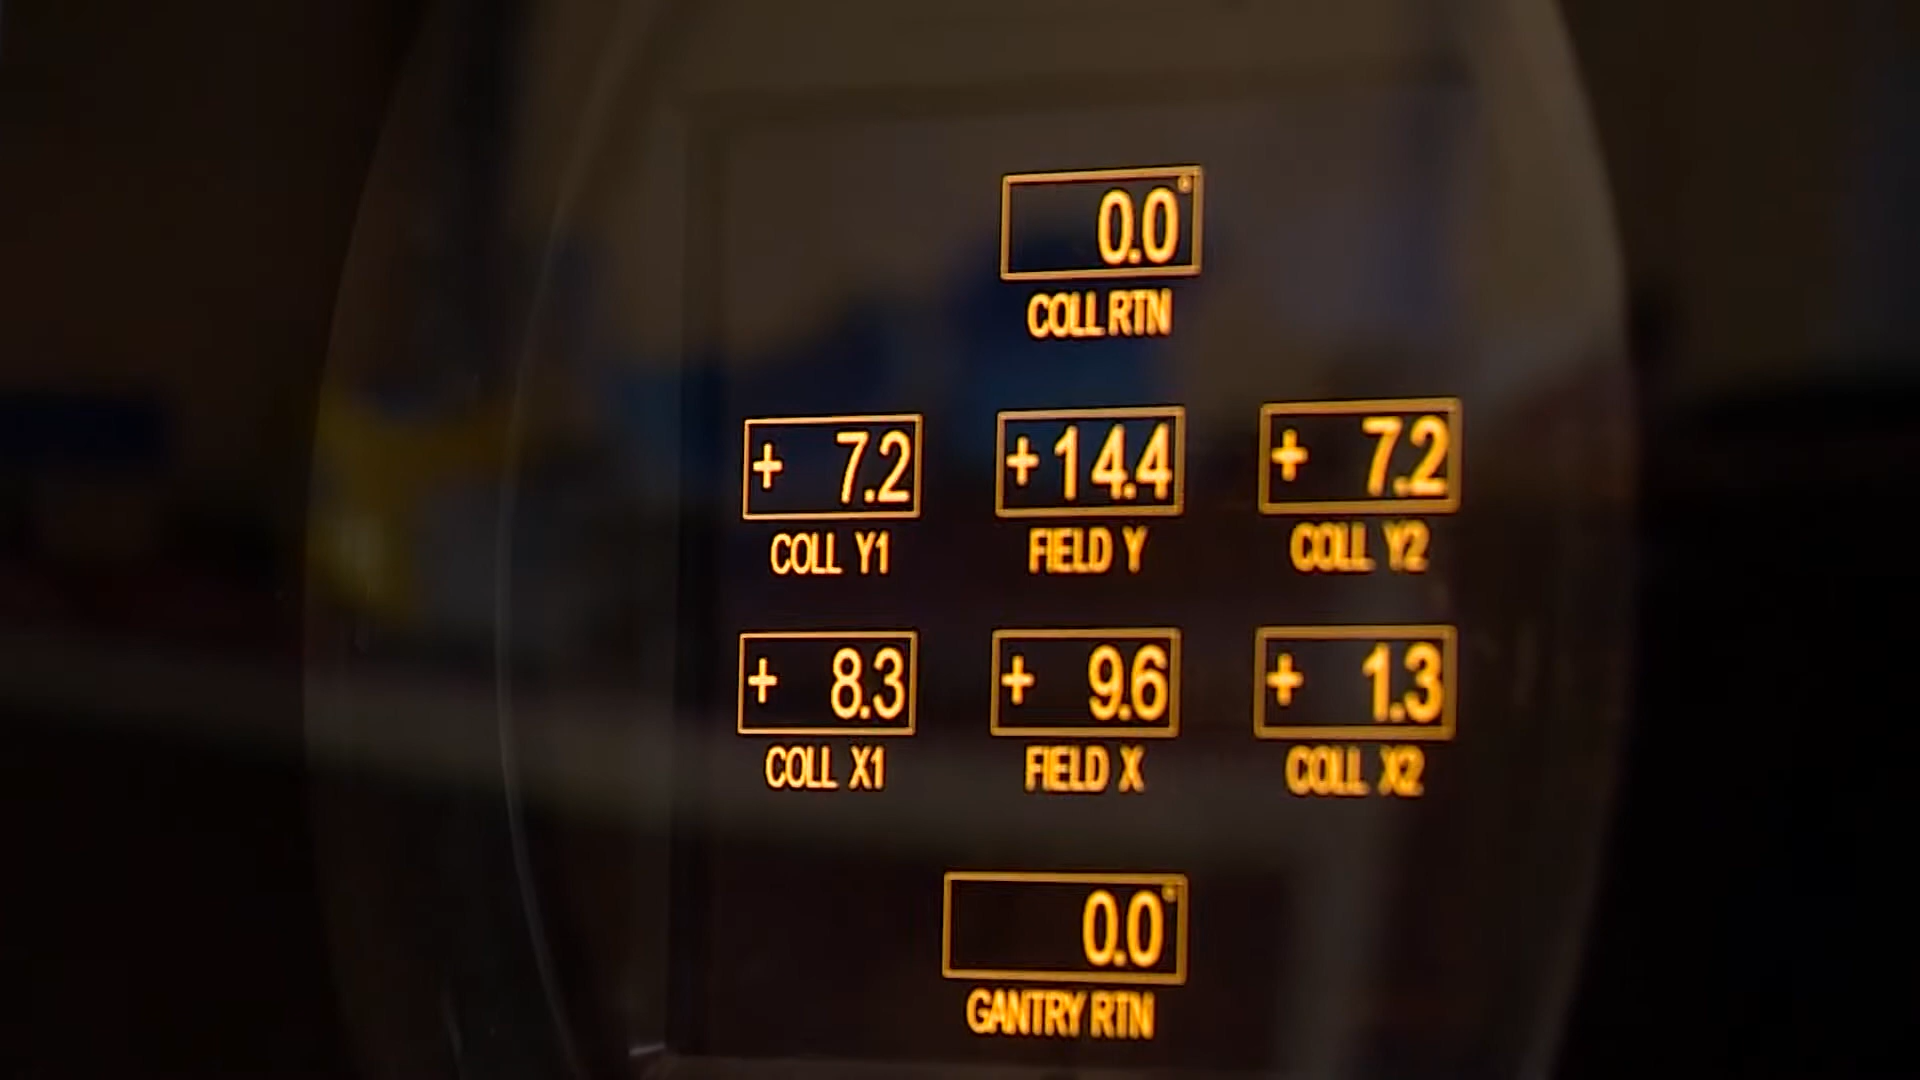 0.0°
COLL RTN
+ 7.2 +14.4 + 7.2
COLL Y1 FIELD Y COLL Y2
+ 8.3 + 9.6 + 1.3
COLL X1 FIELD X COLL X2
0.0°
GANTRY RTN